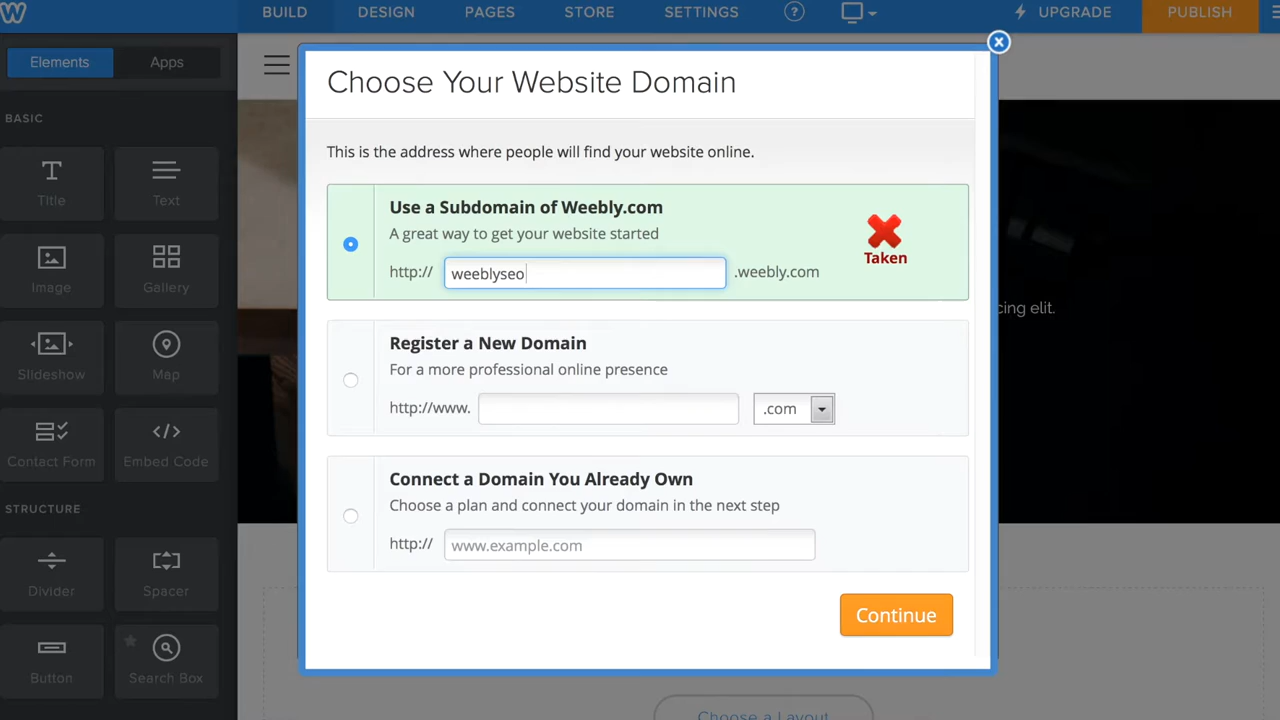 BUILD DESIGN PAGES STORE SETTINGS ? UPGRADE PUBLISH
Elements Apps
BASIC
Title Text
Image Gallery
Slideshow Map
Contact Form Embed Code
STRUCTURE
Divider Spacer
Button Search Box
Choose Your Website Domain
This is the address where people will find your website online.
Use a Subdomain of Weebly.com
A great way to get your website started
http:// weeblyseo .weebly.com
Taken
Register a New Domain
For a more professional online presence
http://www. .com
Connect a Domain You Already Own
Choose a plan and connect your domain in the next step
http:// www.example.com
Continue
cing elit.
Choose a Layout